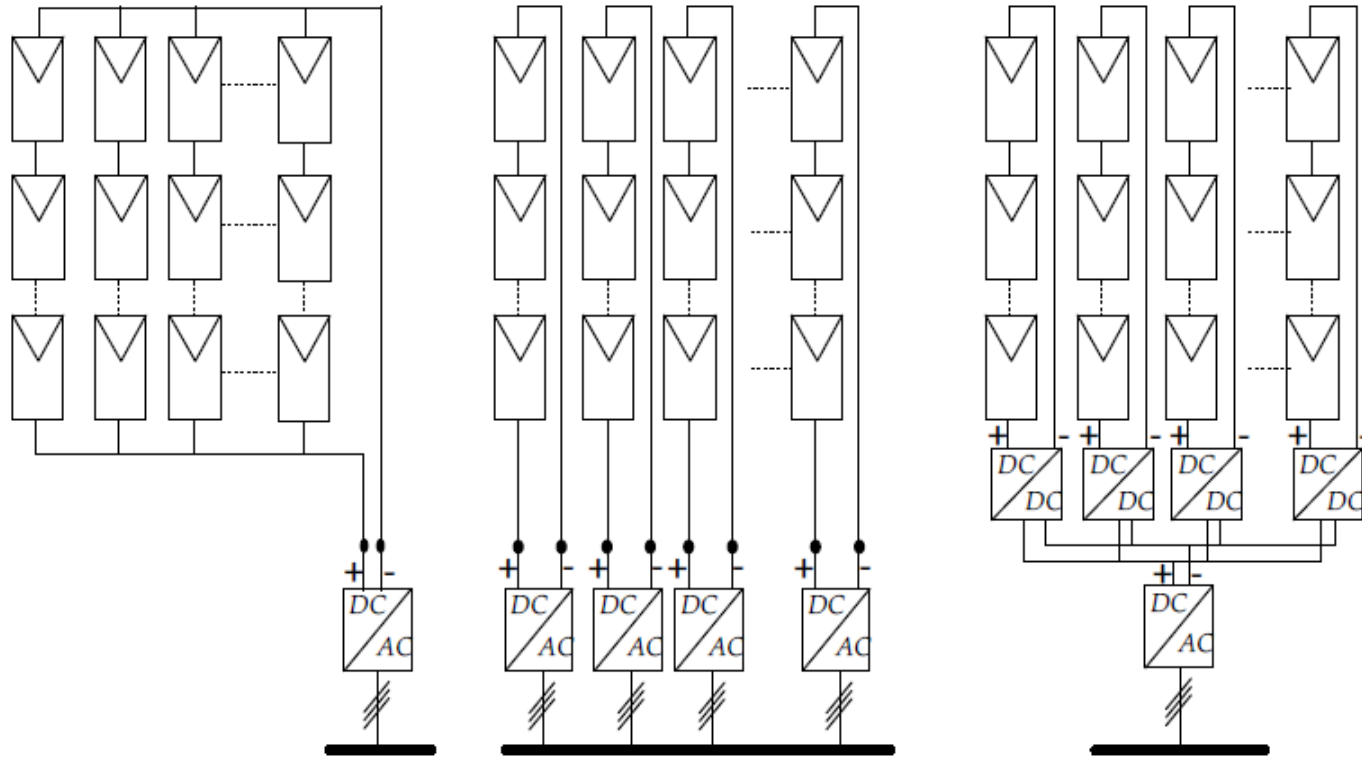 + - + - + - + -
DC DC DC DC
DC DC DC DC
+ - + - + - + - + - + -
DC DC DC DC DC DC
AC AC AC AC AC AC